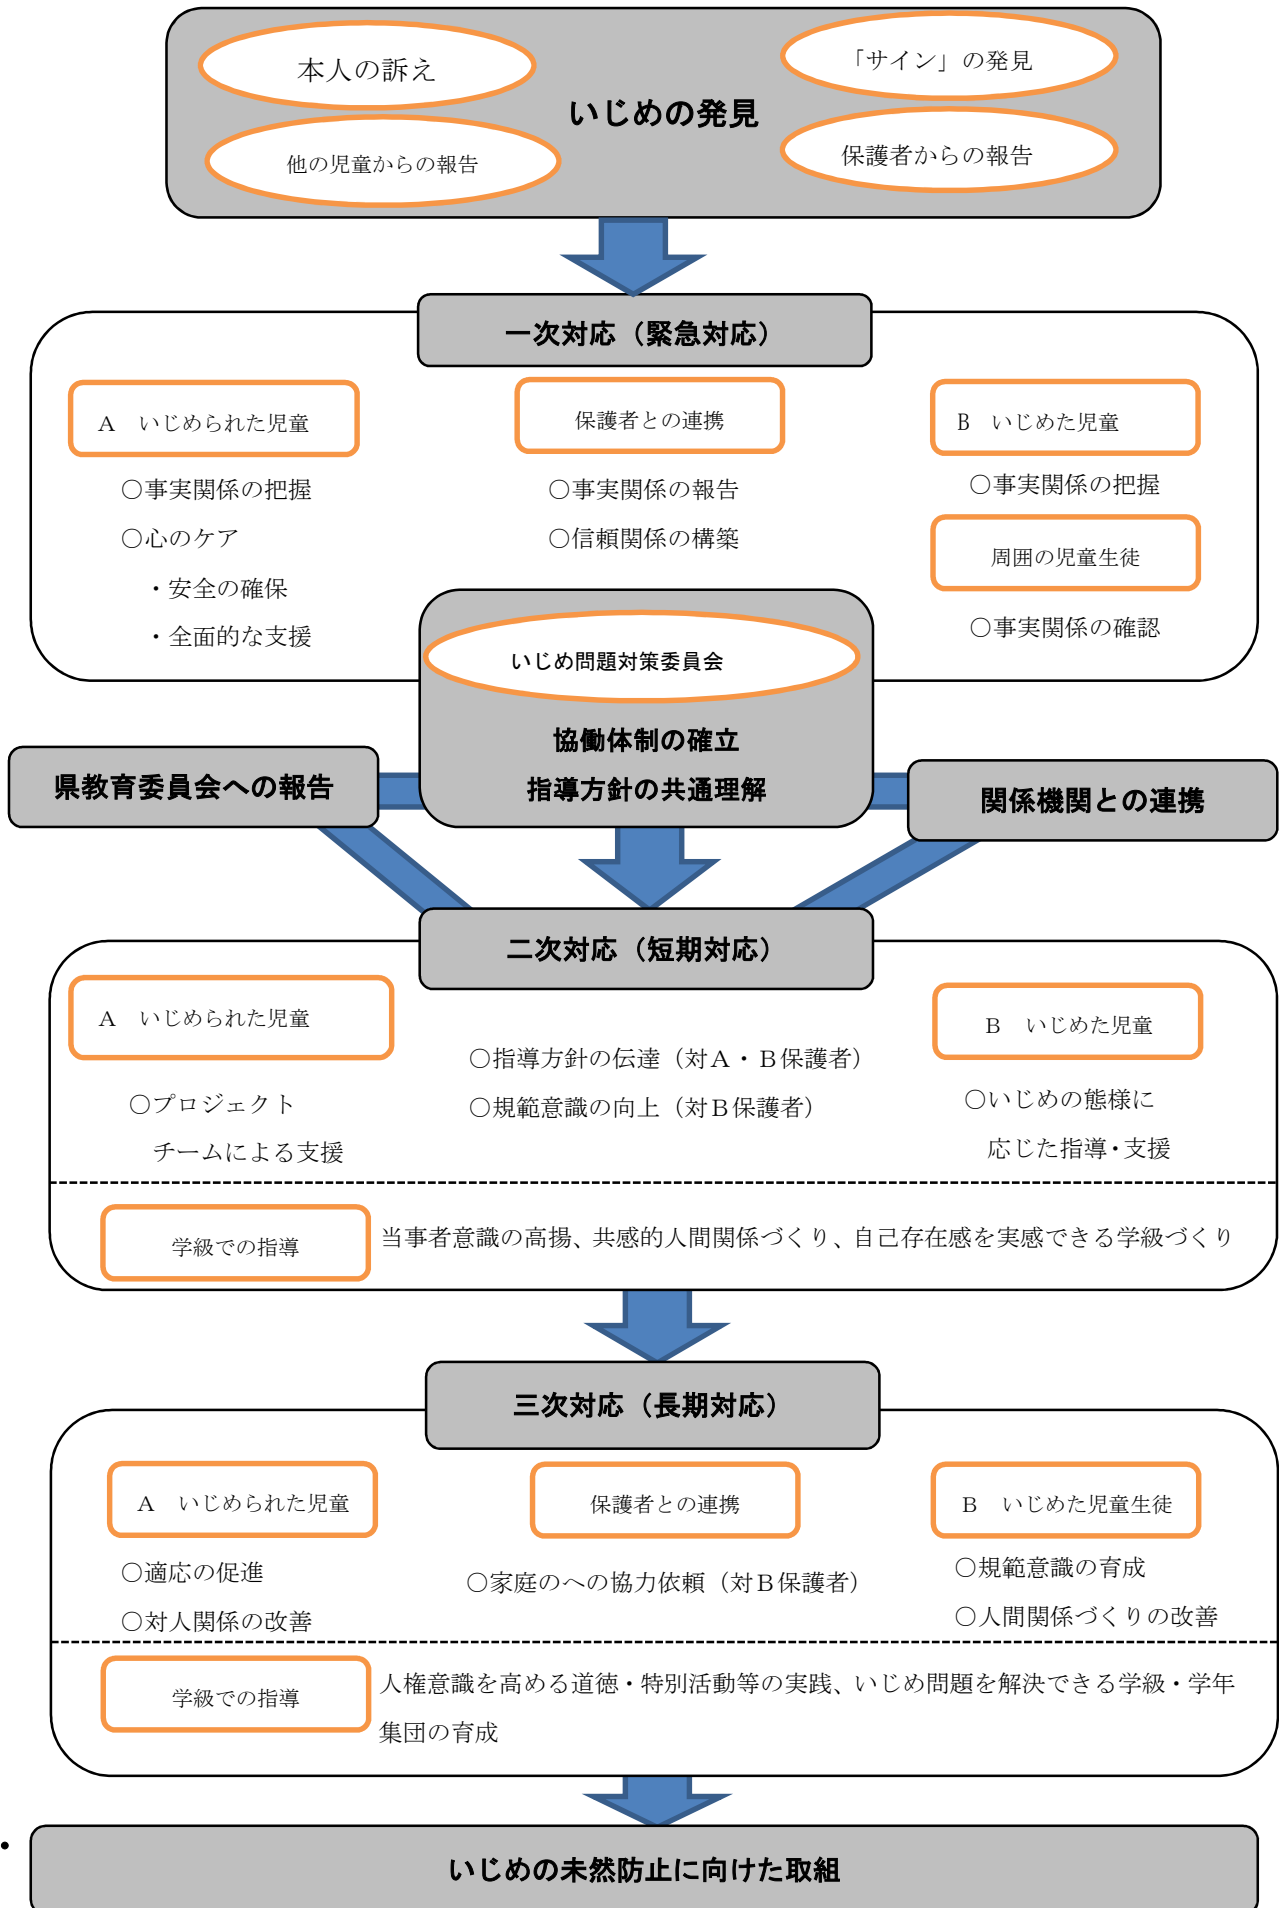 本人の訴え
「サイン」の発見
いじめの発見
他の児童からの報告
保護者からの報告
一次対応（緊急対応）
A　いじめられた児童
保護者との連携
B　いじめた児童
○事実関係の把握
○心のケア
・安全の確保
・全面的な支援
○事実関係の報告
○信頼関係の構築
○事実関係の把握
周囲の児童生徒
○事実関係の確認
いじめ問題対策委員会
協働体制の確立
指導方針の共通理解
県教育委員会への報告
関係機関との連携
二次対応（短期対応）
A　いじめられた児童
B　いじめた児童
○プロジェクト
チームによる支援
○指導方針の伝達（対A・B保護者）
○規範意識の向上（対B保護者）
○いじめの態様に
応じた指導・支援
学級での指導
当事者意識の高揚、共感的人間関係づくり、自己存在感を実感できる学級づくり
三次対応（長期対応）
A　いじめられた児童
保護者との連携
B　いじめた児童生徒
○適応の促進
○対人関係の改善
○家庭のへの協力依頼（対B保護者）
○規範意識の育成
○人間関係づくりの改善
学級での指導
人権意識を高める道徳・特別活動等の実践、いじめ問題を解決できる学級・学年
集団の育成
・
いじめの未然防止に向けた取組